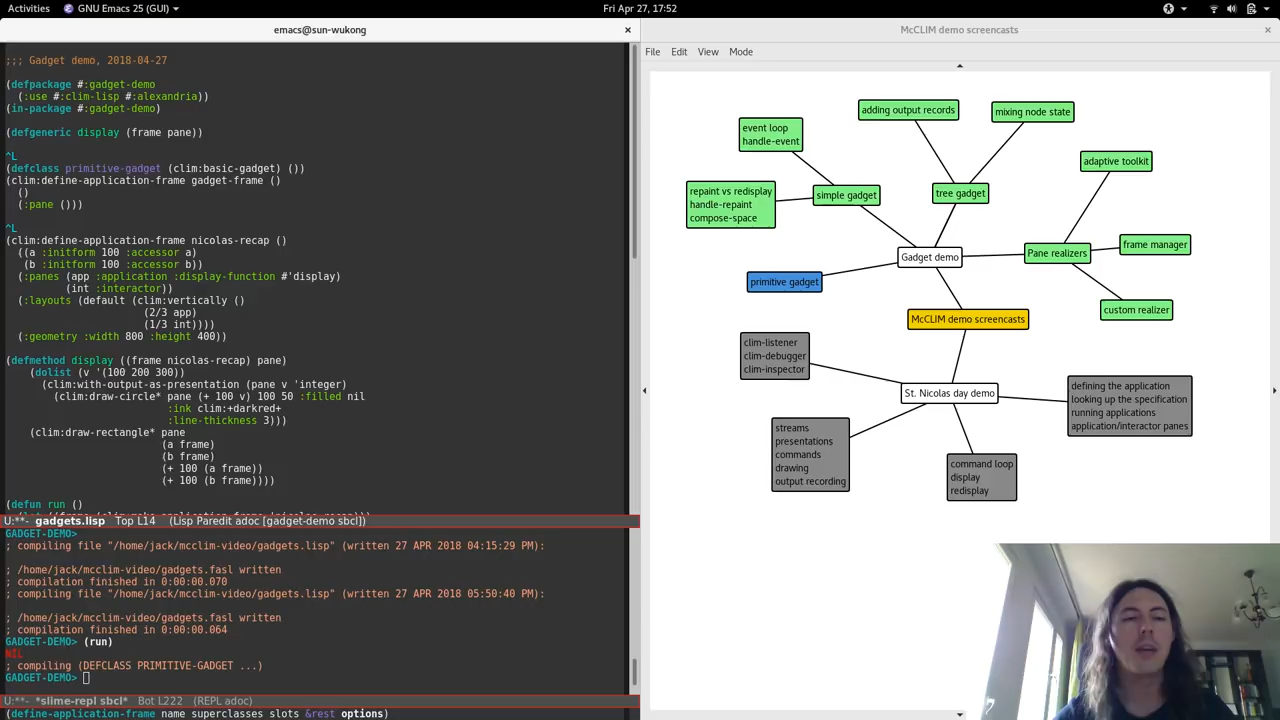 Activities GNU Emacs 25 (GUI) Fri Apr 27, 17:52
emacs@sun-wukong
;;; Gadget demo, 2018-04-27
(defpackage #:gadget-demo
  (:use #:clim-lisp #:alexandria))
(in-package #:gadget-demo)
(defgeneric display (frame pane))
^L
(defclass primitive-gadget (clim:basic-gadget) ())
(clim:define-application-frame gadget-frame ()
  ()
  (:pane ()))
^L
(clim:define-application-frame nicolas-recap ()
  ((a :initform 100 :accessor a)
   (b :initform 100 :accessor b))
  (:panes (app :application :display-function #'display)
          (int :interactor))
  (:layouts (default (clim:vertically ()
                       (2/3 app)
                       (1/3 int))))
  (:geometry :width 800 :height 400))
(defmethod display ((frame nicolas-recap) pane)
    (dolist (v '(100 200 300))
      (clim:with-output-as-presentation (pane v 'integer)
        (clim:draw-circle* pane (+ 100 v) 100 50 :filled nil
                           :ink clim:+darkred+
                           :line-thickness 3)))
    (clim:draw-rectangle* pane
                          (a frame)
                          (b frame)
                          (+ 100 (a frame))
                          (+ 100 (b frame))))
(defun run ()
U:**- gadgets.lisp Top L14 (Lisp Paredit adoc [gadget-demo sbcl])
GADGET-DEMO>
; compiling file "/home/jack/mcclim-video/gadgets.lisp" (written 27 APR 2018 04:15:29 PM):
; /home/jack/mcclim-video/gadgets.fasl written
; compilation finished in 0:00:00.070
; compiling file "/home/jack/mcclim-video/gadgets.lisp" (written 27 APR 2018 05:50:40 PM):
; /home/jack/mcclim-video/gadgets.fasl written
; compilation finished in 0:00:00.064
GADGET-DEMO> (run)
NIL
; compiling (DEFCLASS PRIMITIVE-GADGET ...)
GADGET-DEMO>
U:**- *slime-repl sbcl* Bot L222 (REPL adoc)
(define-application-frame name superclasses slots &rest options)
McCLIM demo screencasts
File Edit View Mode
adding output records
mixing node state
event loop
handle-event
adaptive toolkit
repaint vs redisplay
handle-repaint
compose-space
simple gadget
tree gadget
Gadget demo
Pane realizers
frame manager
primitive gadget
custom realizer
McCLIM demo screencasts
clim-listener
clim-debugger
clim-inspector
St. Nicolas day demo
defining the application
looking up the specification
running applications
application/interactor panes
streams
presentations
commands
drawing
output recording
command loop
display
redisplay